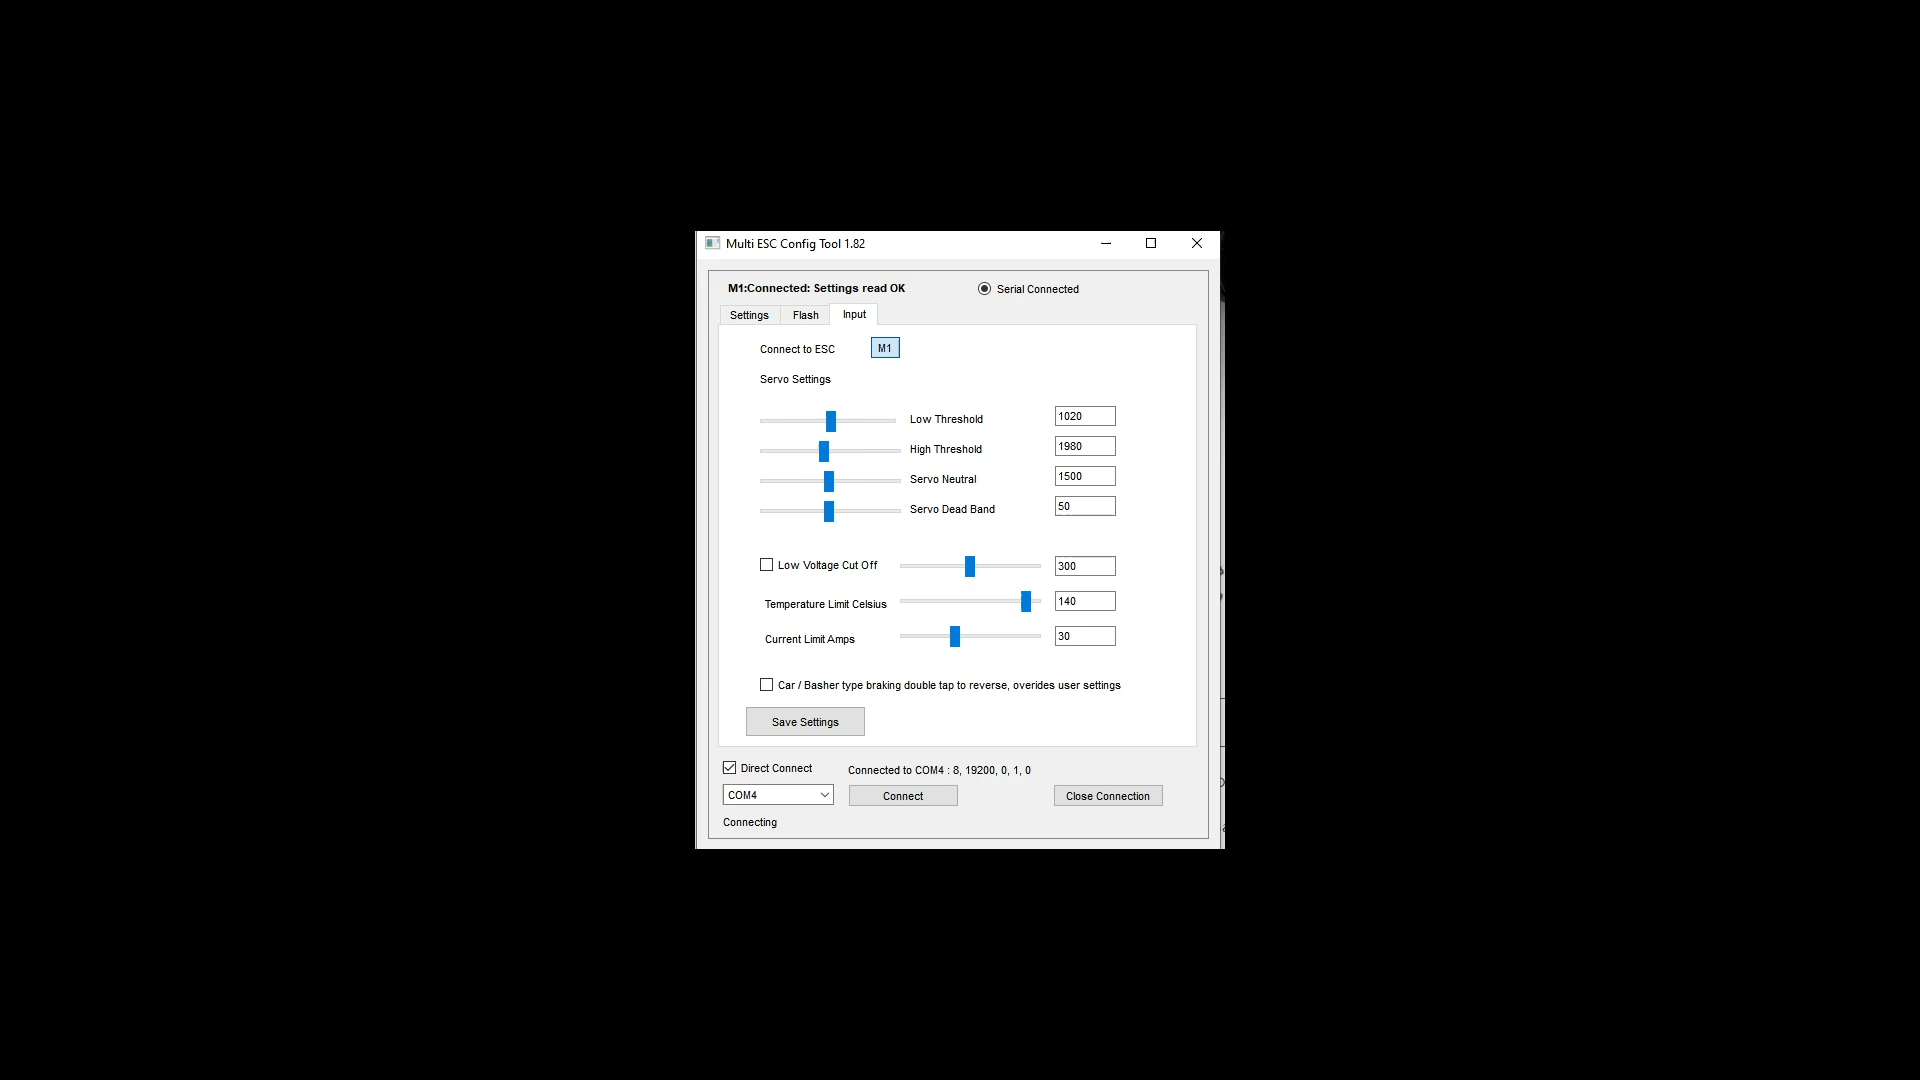 Multi ESC Config Tool 1.82
M1:Connected: Settings read OK
Serial Connected
Settings
Flash
Input
Connect to ESC
M1
Servo Settings
Low Threshold
1020
High Threshold
1980
Servo Neutral
1500
Servo Dead Band
50
Low Voltage Cut Off
300
Temperature Limit Celsius
140
Current Limit Amps
30
Car / Basher type braking double tap to reverse, overides user settings
Save Settings
Direct Connect
Connected to COM4 : 8, 19200, 0, 1, 0
COM4
Connect
Close Connection
Connecting